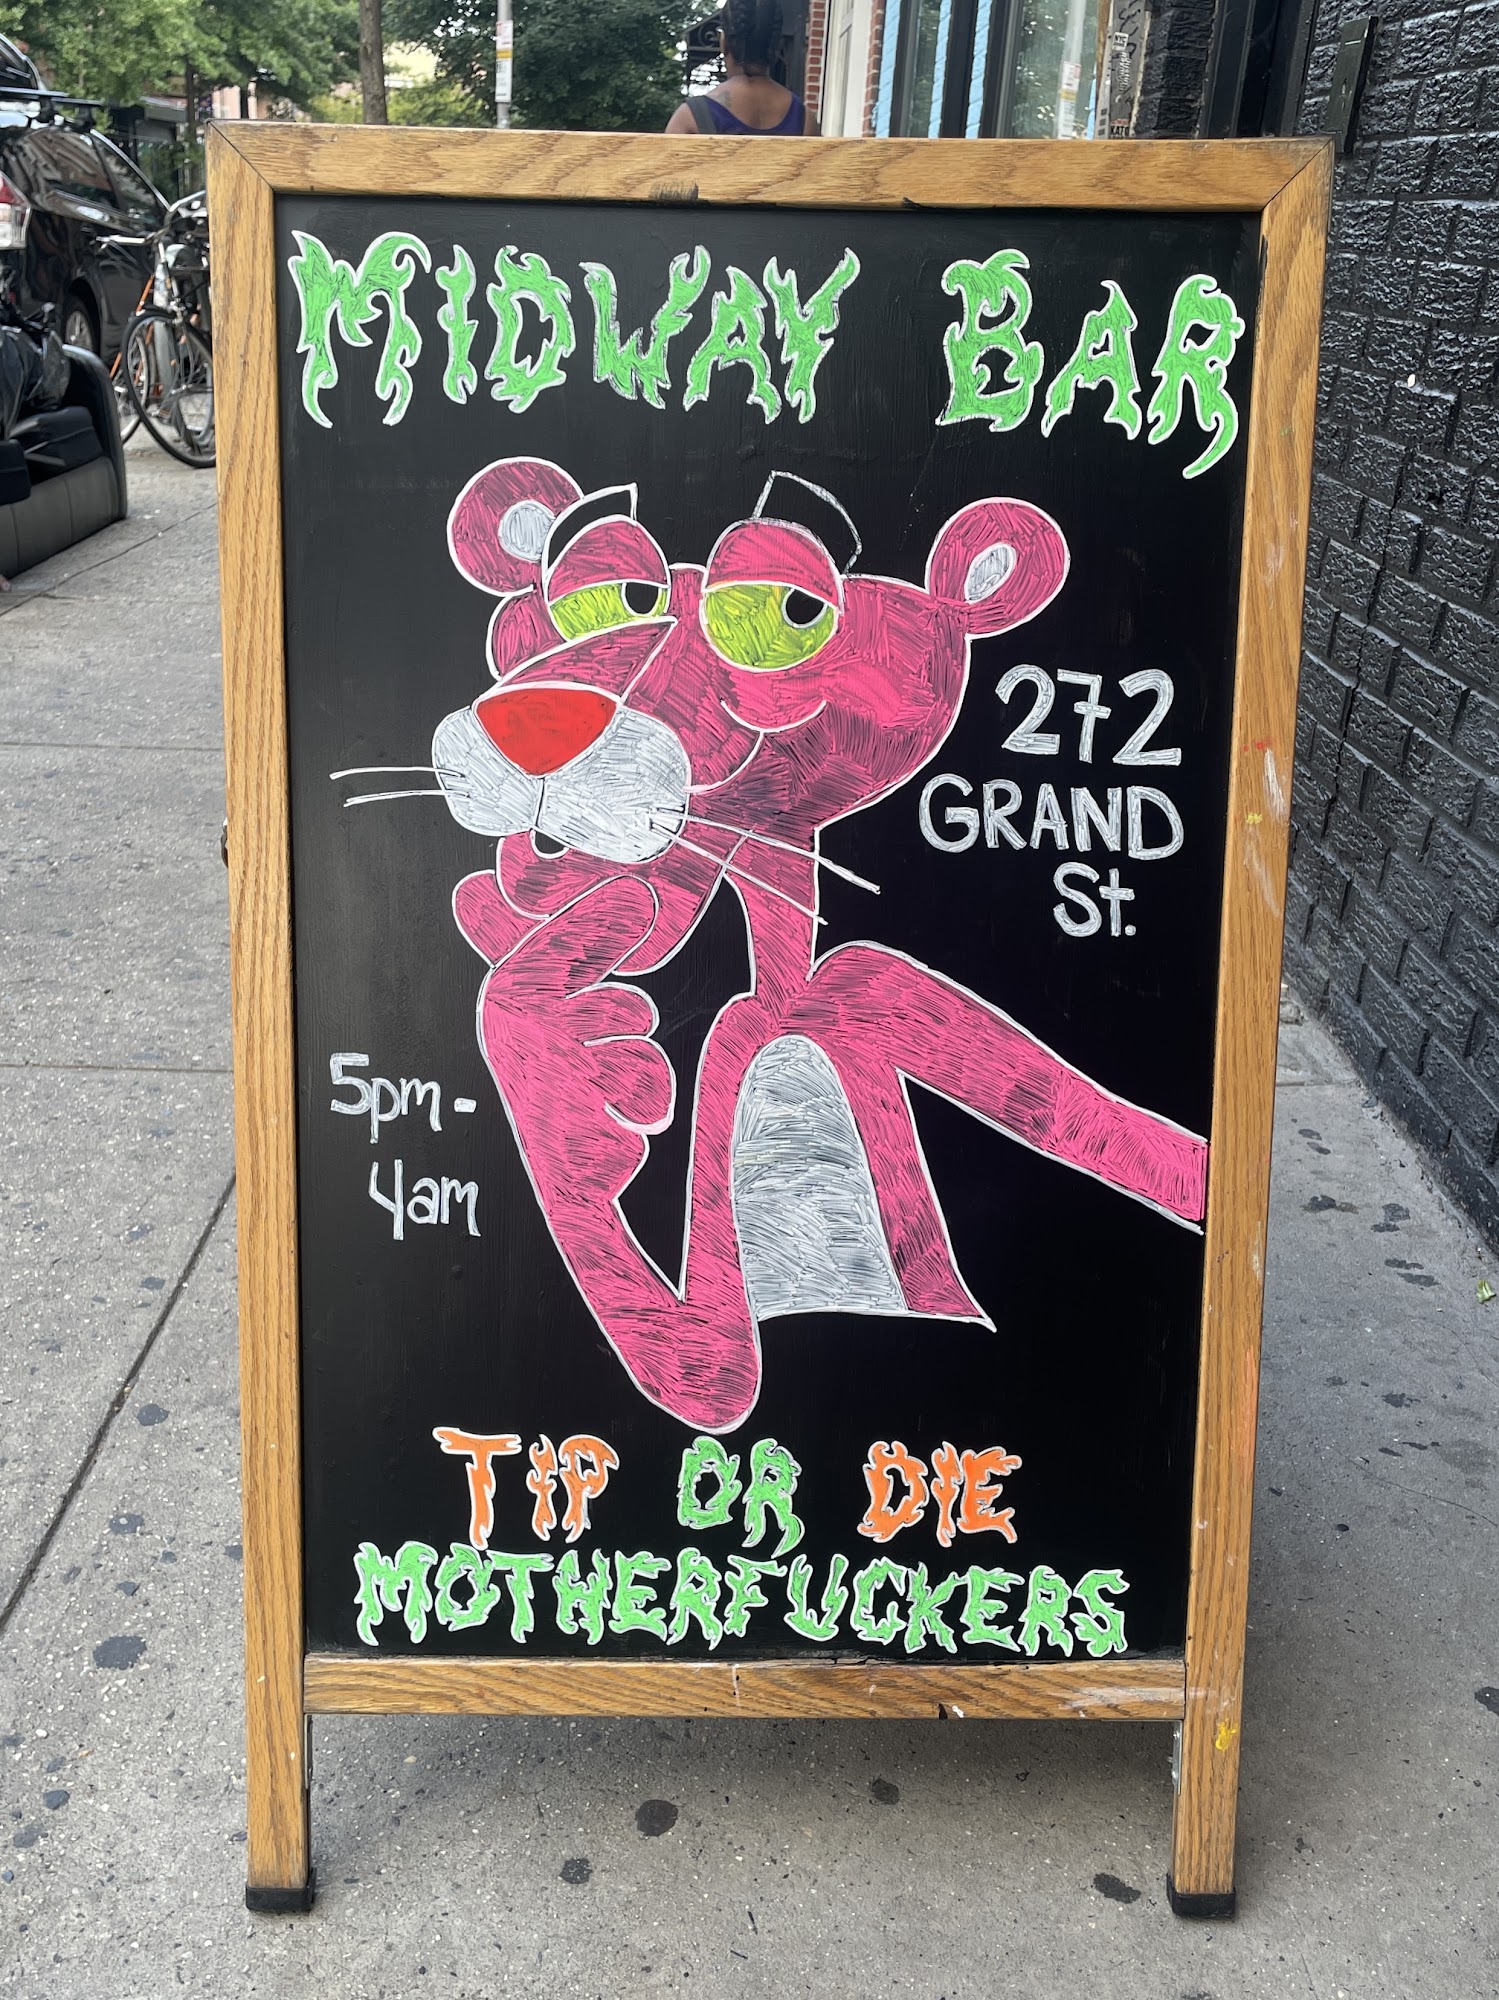 MIDWAY BAR
272
GRAND
St.
5pm-
4am
TIP OR DIE
MOTHERFUCKERS